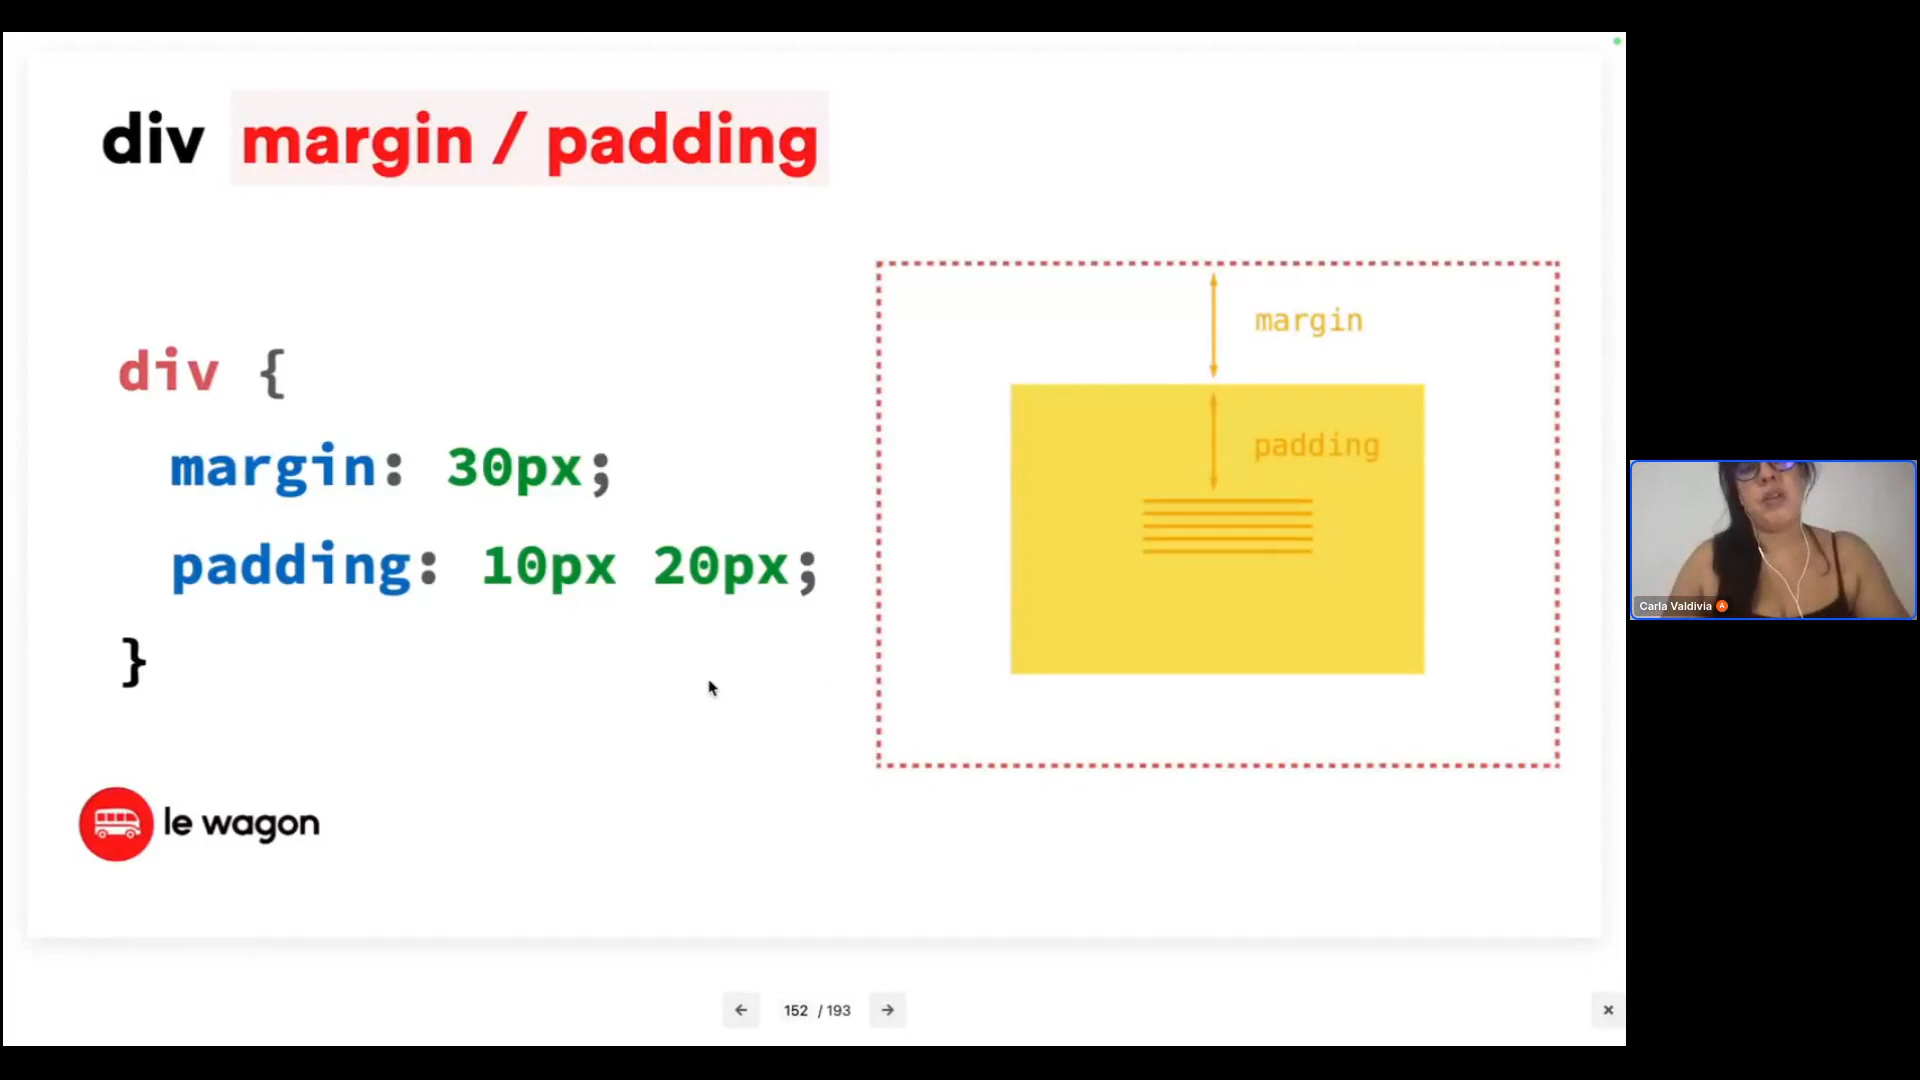 div margin / padding
div {
margin: 30px;
padding: 10px 20px;
}
margin
padding
le wagon
152 / 193
Carla Valdivia A